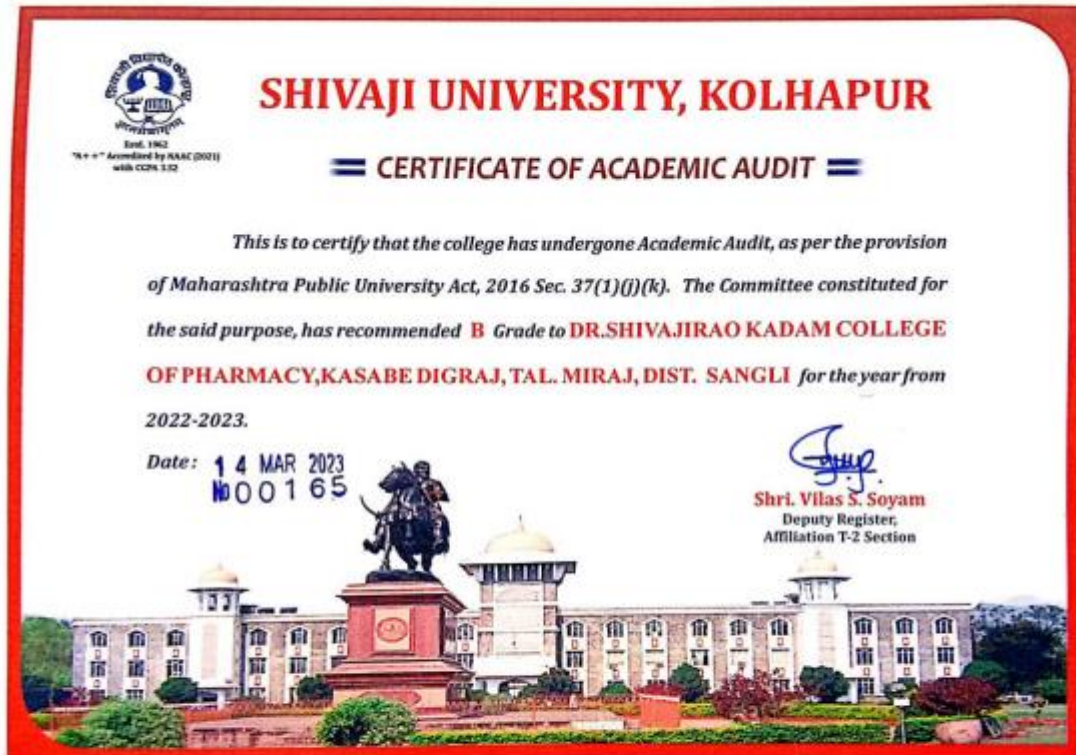 शिवाजी विद्यापीठ कोल्हापूर
Estd. 1962
"A++" Accredited by NAAC (2021)
with CGPA 3.52
SHIVAJI UNIVERSITY, KOLHAPUR
CERTIFICATE OF ACADEMIC AUDIT
This is to certify that the college has undergone Academic Audit, as per the provision
of Maharashtra Public University Act, 2016 Sec. 37(1)(j)(k). The Committee constituted for
the said purpose, has recommended B Grade to DR.SHIVAJIRAO KADAM COLLEGE
OF PHARMACY,KASABE DIGRAJ, TAL. MIRAJ, DIST. SANGLI for the year from
2022-2023.
Date: 14 MAR 2023
No 00165
Shri. Vilas S. Soyam
Deputy Register,
Affiliation T-2 Section